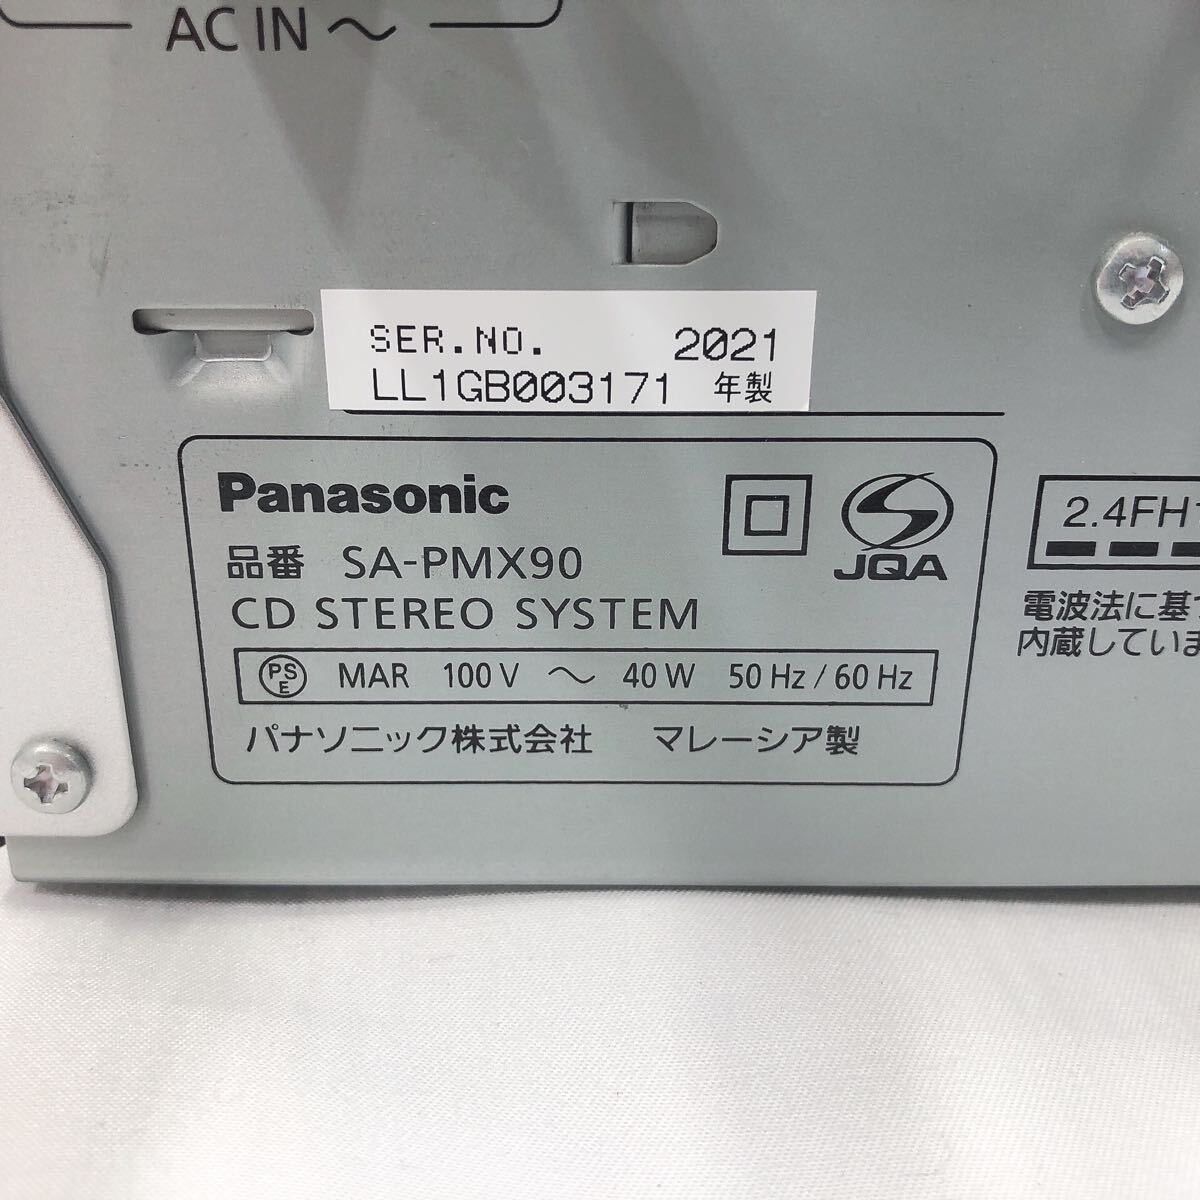 AC IN ～
SER.NO. 2021
LL1GB003171 年製
Panasonic
JQA
品番 SA-PMX90
CD STEREO SYSTEM
PS E MAR 100 V ～ 40 W 50 Hz / 60 Hz
パナソニック株式会社 マレーシア製
2.4FH1
電波法に基づ
内蔵していま